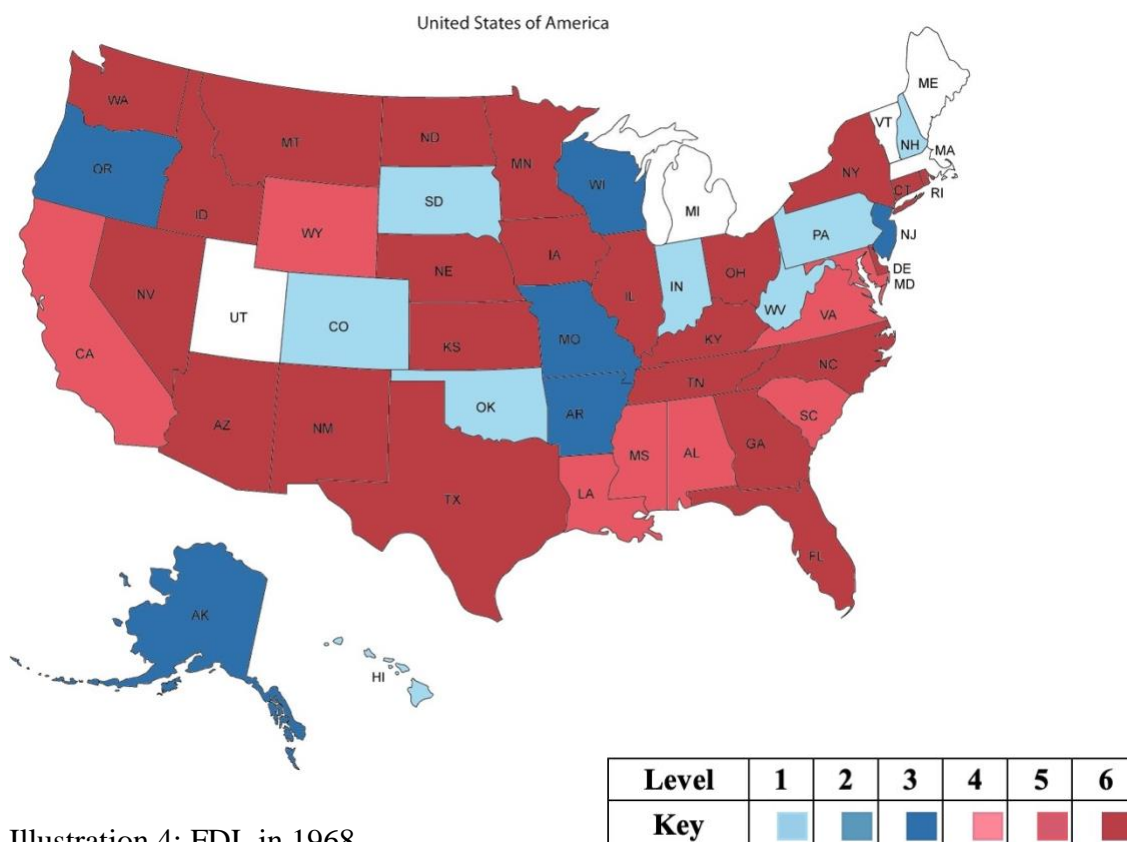 United States of America
ME
WA
VT
NH
MT
ND
MA
MN
OR
NY
CT
RI
ID
WI
SD
MI
WY
PA
NJ
IA
NE
OH
DE
MD
NV
IL
IN
WV
UT
VA
CO
KY
CA
KS
MO
NC
TN
OK
AR
SC
AZ
NM
GA
MS
AL
LA
TX
FL
AK
HI
Level 1 2 3 4 5 6
Key
Illustration 4: in 1968